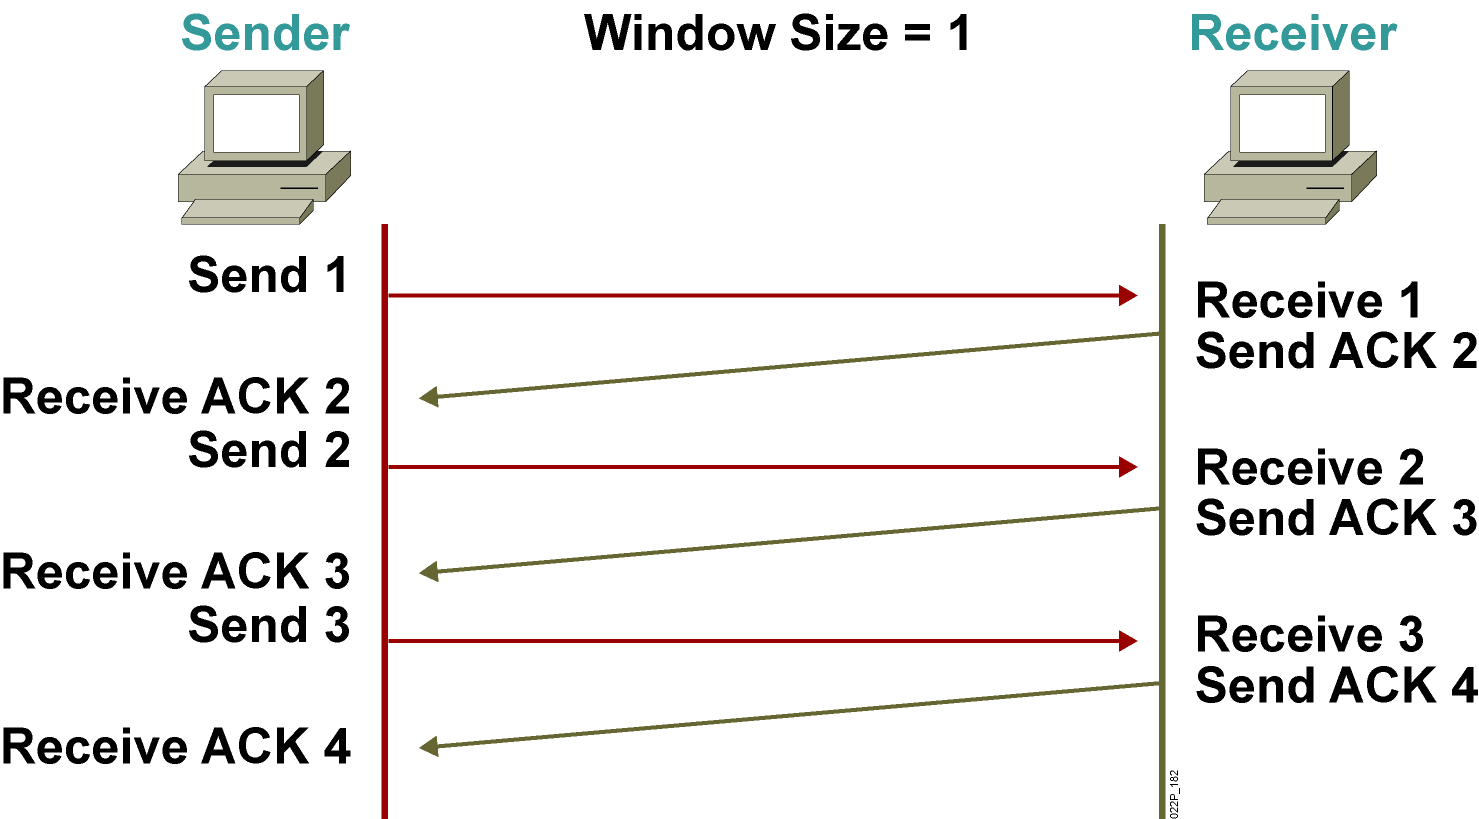 Sender
Window Size = 1
Receiver
Send 1
Receive 1
Send ACK 2
Receive ACK 2
Send 2
Receive 2
Send ACK 3
Receive ACK 3
Send 3
Receive 3
Send ACK 4
Receive ACK 4
022P_182